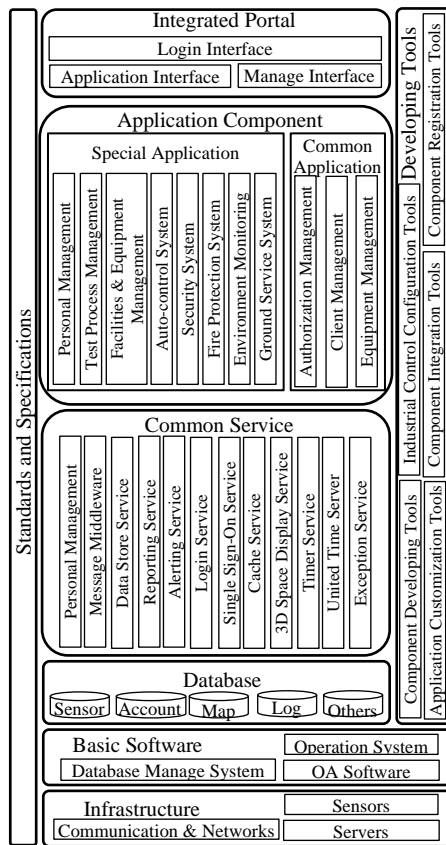 Integrated Portal
Login Interface
Application Interface
Manage Interface
Application Component
Special Application
Personal Management
Test Process Management
Facilities & Equipment
Management
Auto-control System
Security System
Fire Protection System
Environment Monitoring
Ground Service System
Common
Application
Authorization Management
Client Management
Equipment Management
Common Service
Personal Management
Message Middleware
Data Store Service
Reporting Service
Alerting Service
Login Service
Single Sign-On Service
Cache Service
3D Space Display Service
Timer Service
United Time Server
Exception Service
Database
Sensor
Account
Map
Log
Others
Basic Software
Operation System
Database Manage System
OA Software
Infrastructure
Sensors
Communication & Networks
Servers
Standards and Specifications
Developing Tools
Component Registration Tools
Industrial Control Configuration Tools
Component Integration Tools
Component Developing Tools
Application Customization Tools